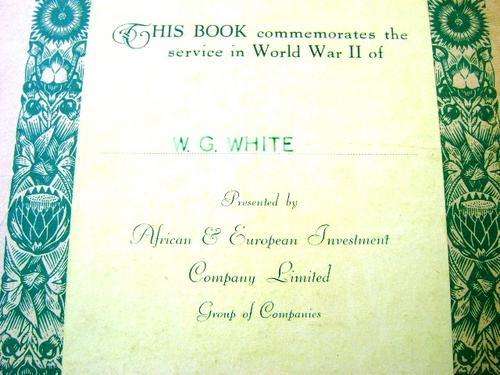 THIS BOOK commemorates the
service in World War II of
W. G. WHITE
Presented by
African & European Investment
Company Limited
Group of Companies